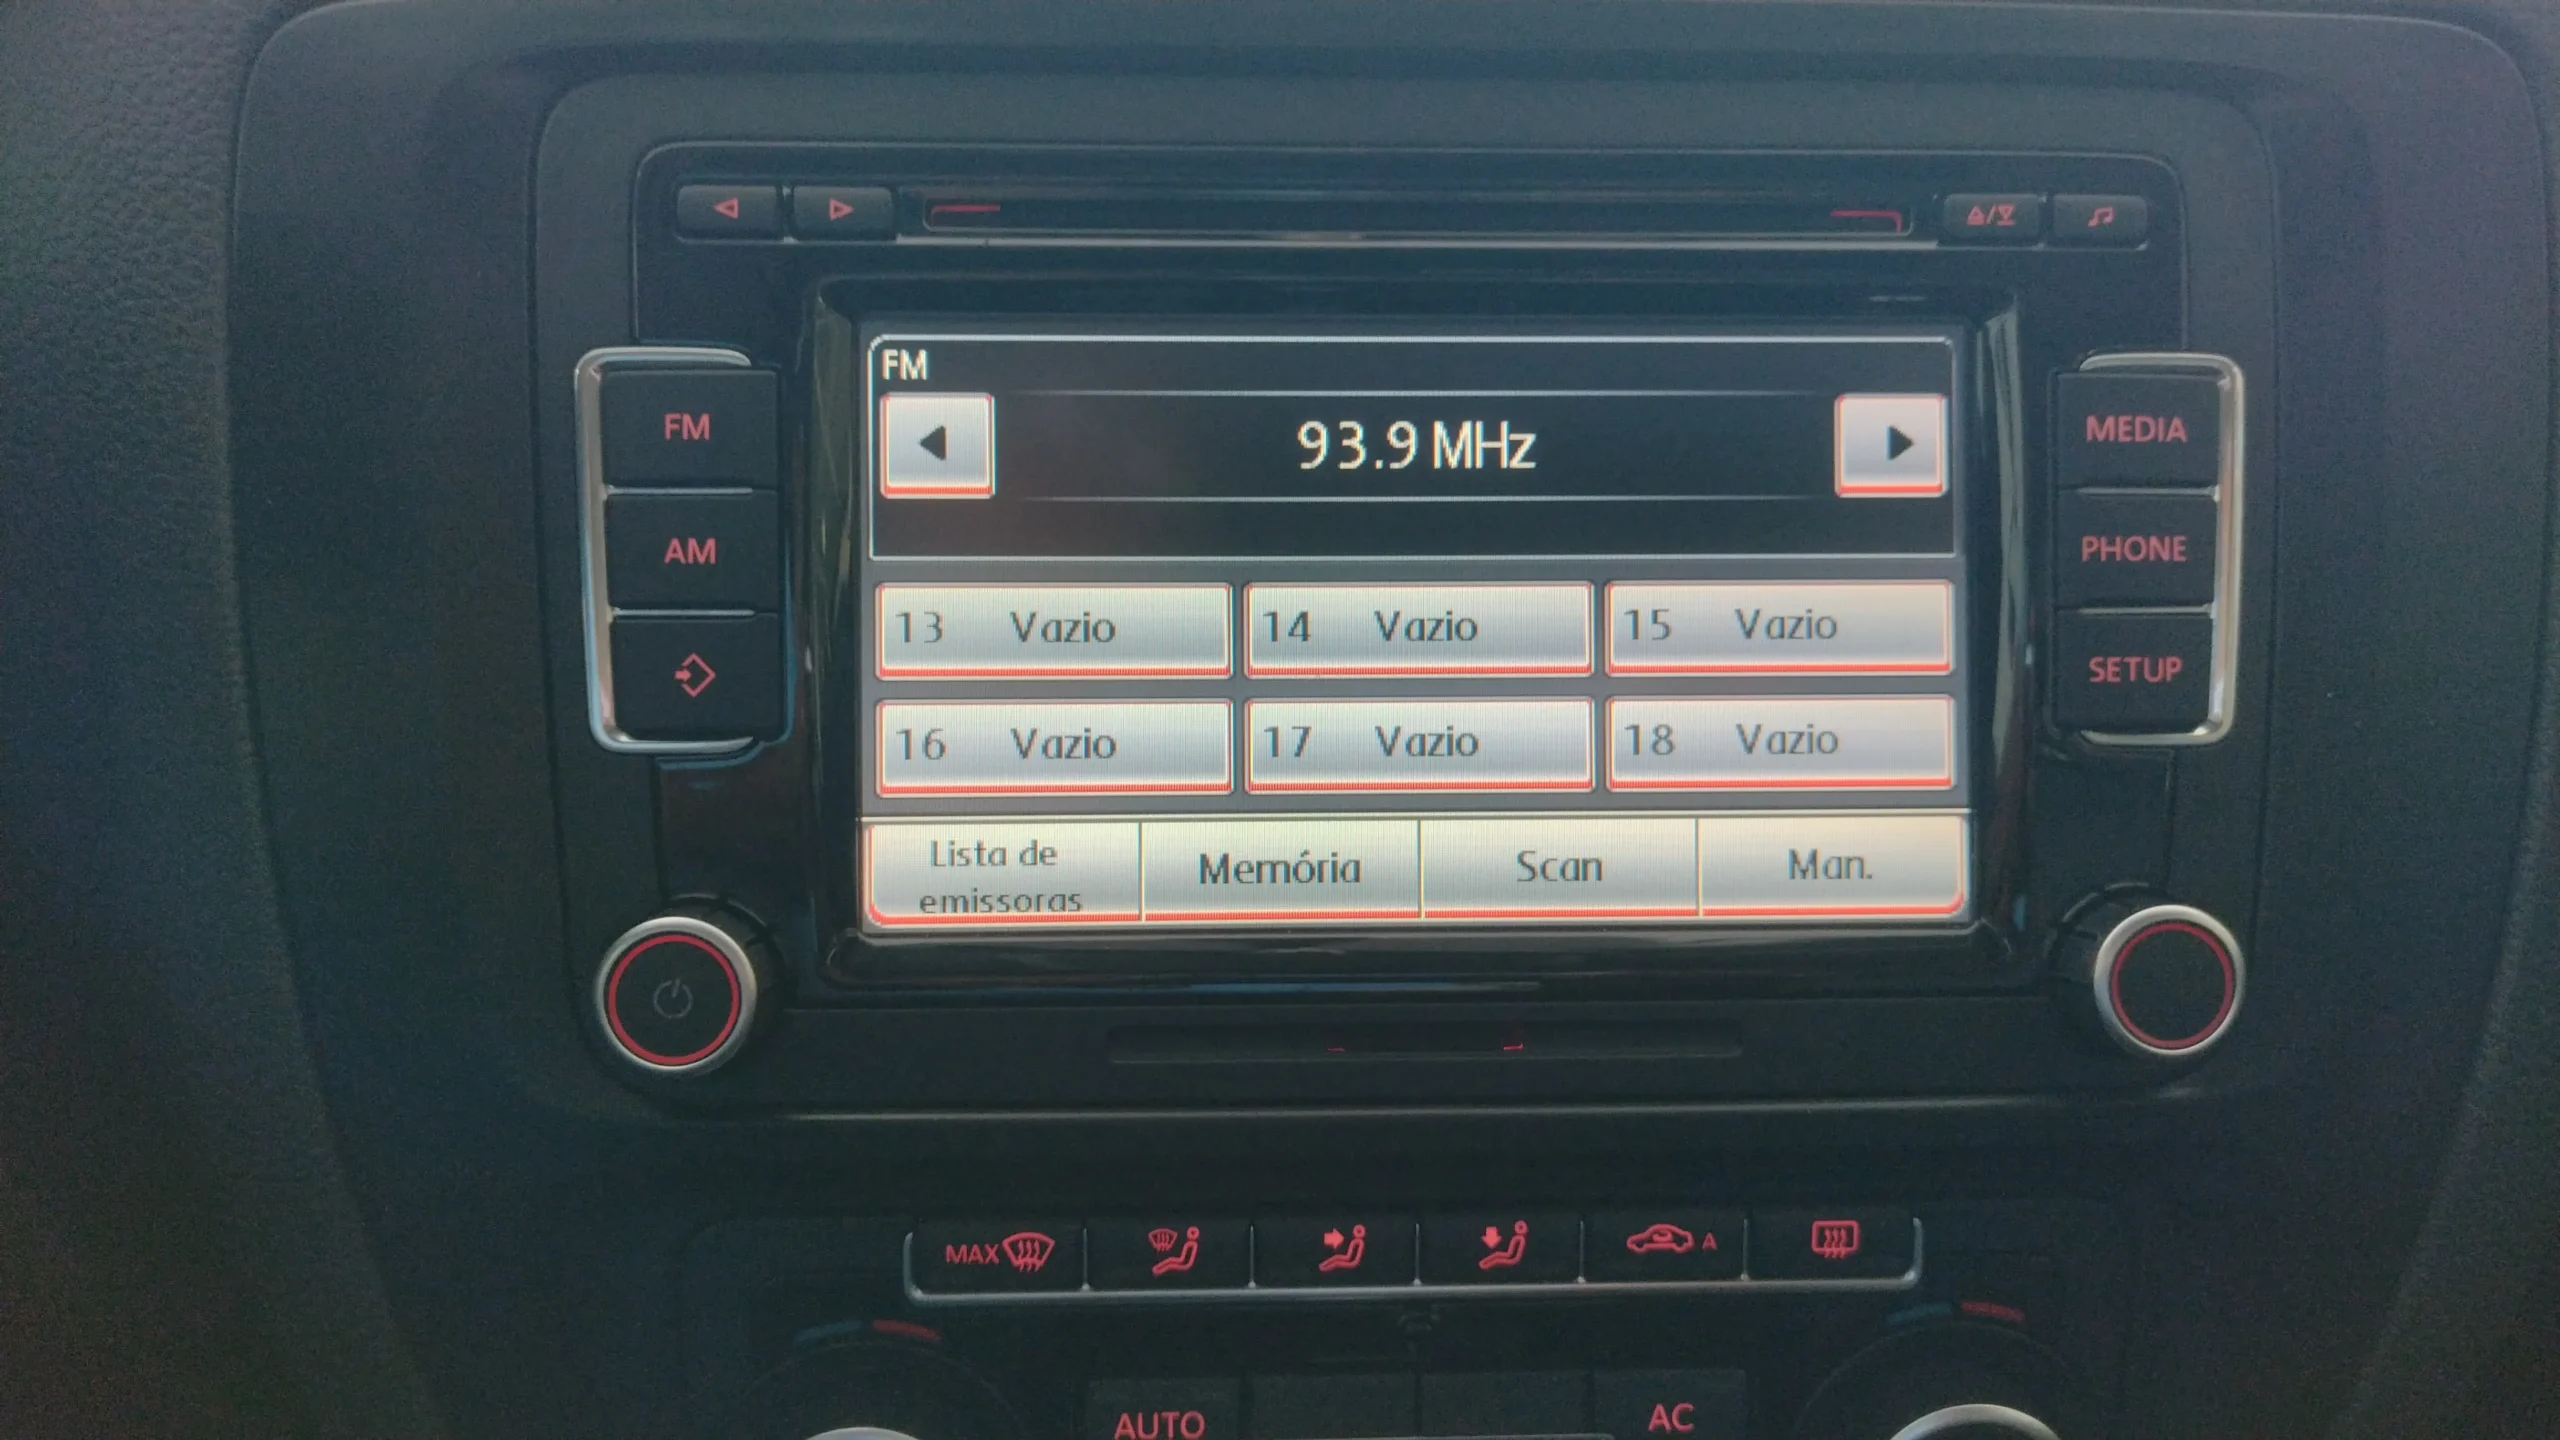 FM
93.9 MHz
FM
MEDIA
AM
PHONE
SETUP
13 Vazio
14 Vazio
15 Vazio
16 Vazio
17 Vazio
18 Vazio
Lista de
emissoras
Memória
Scan
Man.
MAX
A
AUTO
AC